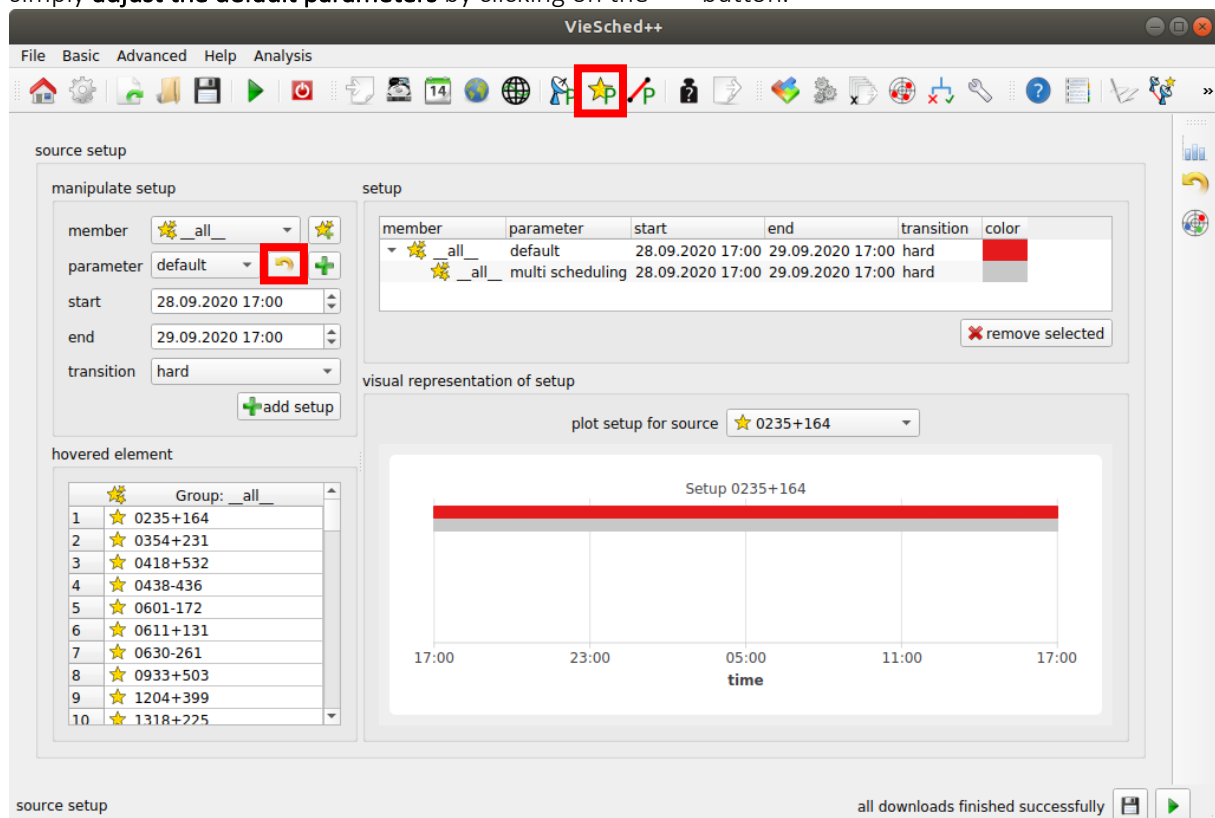 simply adjust the default parameters by clicking on the button.
VieSched++
File Basic Advanced Help Analysis
14 P P P ? »
source setup
manipulate setup
member __all__
parameter default
start 28.09.2020 17:00
end 29.09.2020 17:00
transition hard
add setup
hovered element
Group: __all__
1 0235+164
2 0354+231
3 0418+532
4 0438-436
5 0601-172
6 0611+131
7 0630-261
8 0933+503
9 1204+399
10 1318+225
setup
member parameter start end transition color
__all__ default 28.09.2020 17:00 29.09.2020 17:00 hard
__all__ multi scheduling 28.09.2020 17:00 29.09.2020 17:00 hard
remove selected
visual representation of setup
plot setup for source 0235+164
Setup 0235+164
17:00 23:00 05:00 11:00 17:00
time
source setup all downloads finished successfully